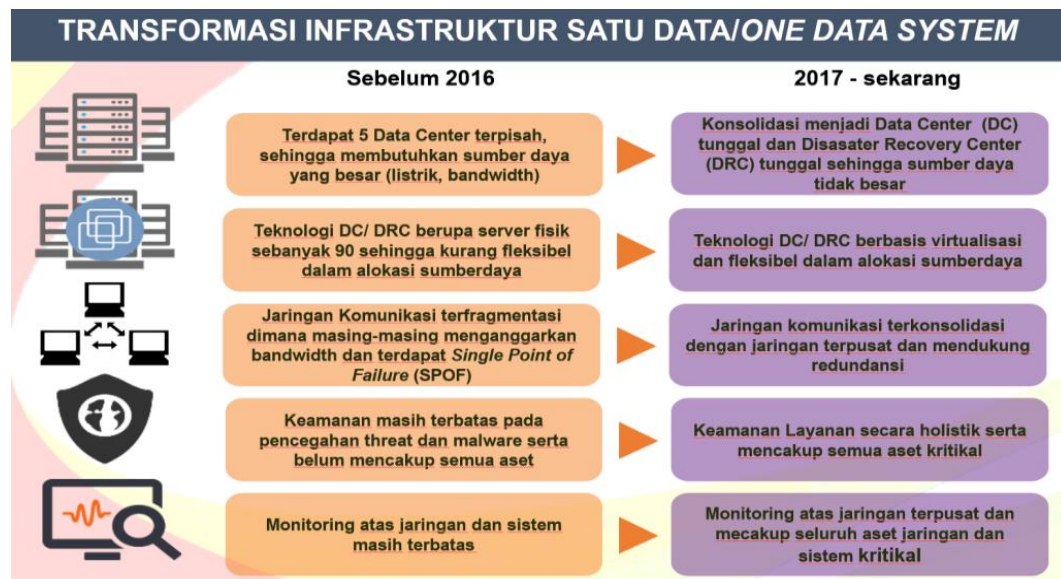 TRANSFORMASI INFRASTRUKTUR SATU DATA/ONE DATA SYSTEM
Sebelum 2016
2017 - sekarang
Terdapat 5 Data Center terpisah,
sehingga membutuhkan sumber daya
yang besar (listrik, bandwidth)
Konsolidasi menjadi Data Center (DC)
tunggal dan Disasater Recovery Center
(DRC) tunggal sehingga sumber daya
tidak besar
Teknologi DC/ DRC berupa server fisik
sebanyak 90 sehingga kurang fleksibel
dalam alokasi sumberdaya
Teknologi DC/ DRC berbasis virtualisasi
dan fleksibel dalam alokasi sumberdaya
Jaringan Komunikasi terfragmentasi
dimana masing-masing menganggarkan
bandwidth dan terdapat Single Point of
Failure (SPOF)
Jaringan komunikasi terkonsolidasi
dengan jaringan terpusat dan mendukung
redundansi
Keamanan masih terbatas pada
pencegahan threat dan malware serta
belum mencakup semua aset
Keamanan Layanan secara holistik serta
mencakup semua aset kritikal
Monitoring atas jaringan dan sistem
masih terbatas
Monitoring atas jaringan terpusat dan
mecakup seluruh aset jaringan dan
sistem kritikal